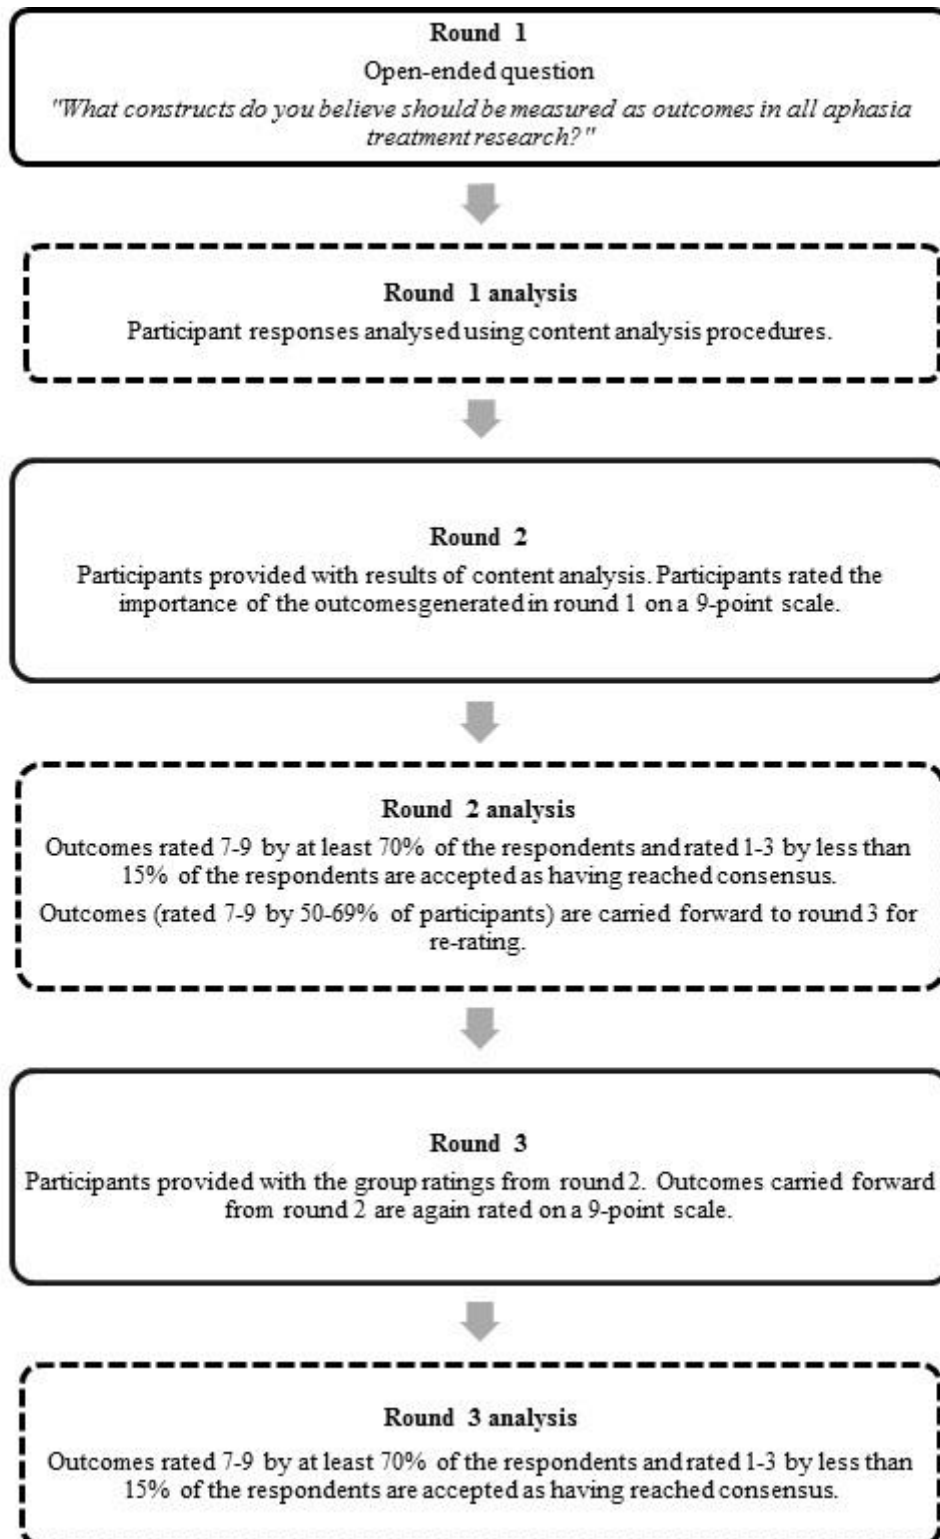 Round 1
Open-ended question
"What constructs do you believe should be measured as outcomes in all aphasia
treatment research?"
Round 1 analysis
Participant responses analysed using content analysis procedures.
Round 2
Participants provided with results of content analysis. Participants rated the
importance of the outcomes generated in round 1 on a 9-point scale.
Round 2 analysis
Outcomes rated 7-9 by at least 70% of the respondents and rated 1-3 by less than
15% of the respondents are accepted as having reached consensus.
Outcomes (rated 7-9 by 50-69% of participants) are carried forward to round 3 for
re-rating.
Round 3
Participants provided with the group ratings from round 2. Outcomes carried forward
from round 2 are again rated on a 9-point scale.
Round 3 analysis
Outcomes rated 7-9 by at least 70% of the respondents and rated 1-3 by less than
15% of the respondents are accepted as having reached consensus.